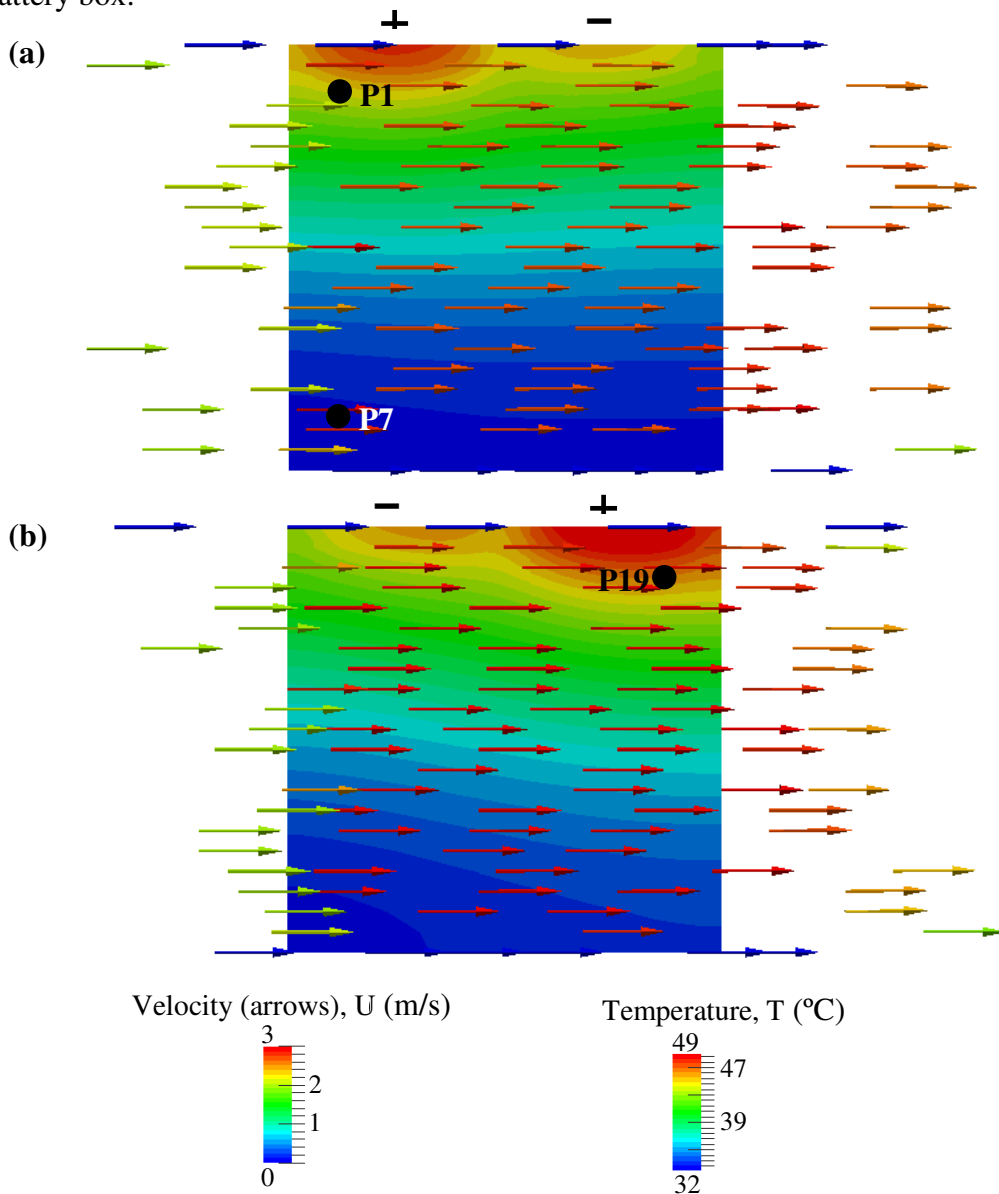 attery box.
+ −
(a)
P1
P7
− +
(b)
P19
Velocity (arrows), U (m/s)
3
2
1
0
Temperature, T (ºC)
49
47
39
32